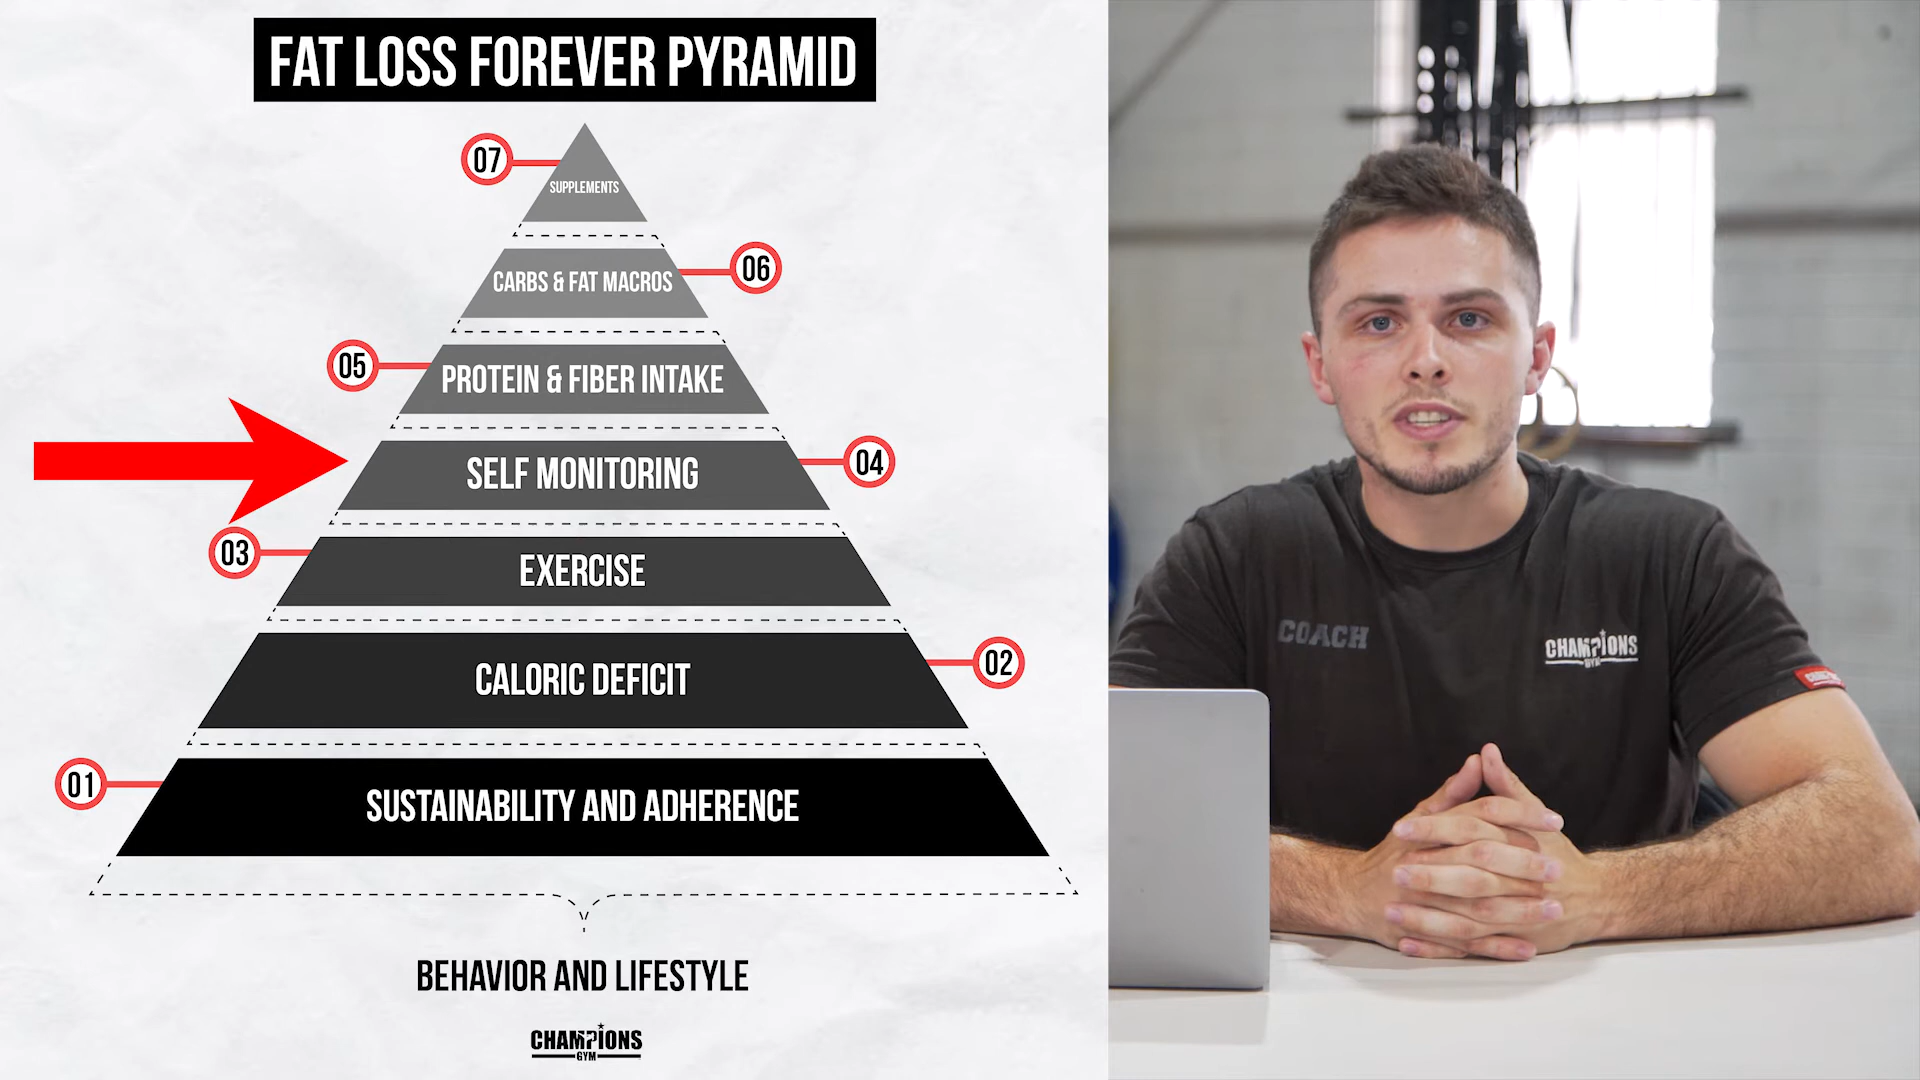 FAT LOSS FOREVER PYRAMID
07
SUPPLEMENTS
CARBS & FAT MACROS
06
05
PROTEIN & FIBER INTAKE
SELF MONITORING
04
03
EXERCISE
CALORIC DEFICIT
02
01
SUSTAINABILITY AND ADHERENCE
BEHAVIOR AND LIFESTYLE
CHAMPIONS
GYM
COACH
CHAMPIONS
GYM